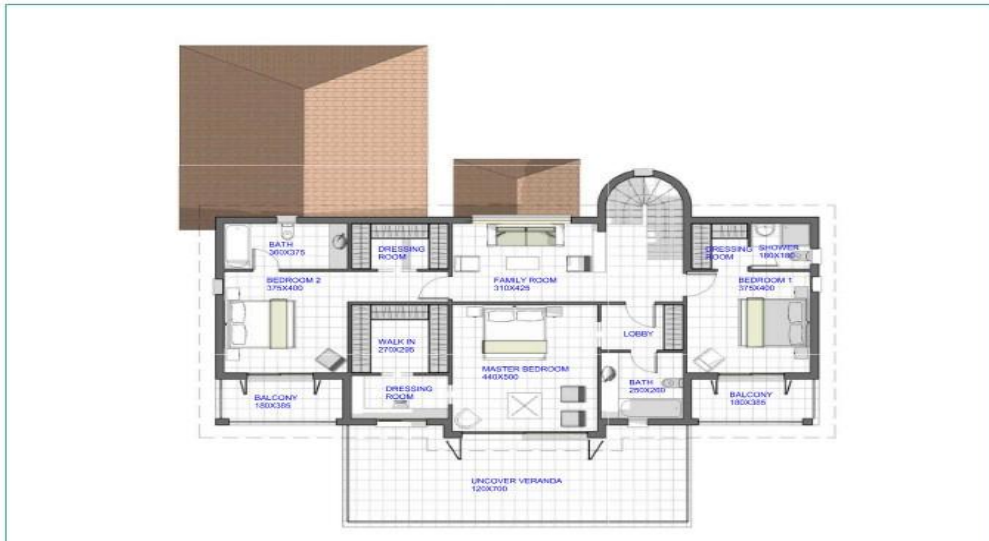 BATH
360X375
DRESSING
ROOM
DRESSING
ROOM
SHOWER
180X180
BEDROOM 2
375X400
FAMILY ROOM
310X425
BEDROOM 1
375X400
WALK IN
270X295
LOBBY
MASTER BEDROOM
440X500
DRESSING
ROOM
BATH
250X260
BALCONY
180X385
BALCONY
180X385
UNCOVER VERANDA
120X700